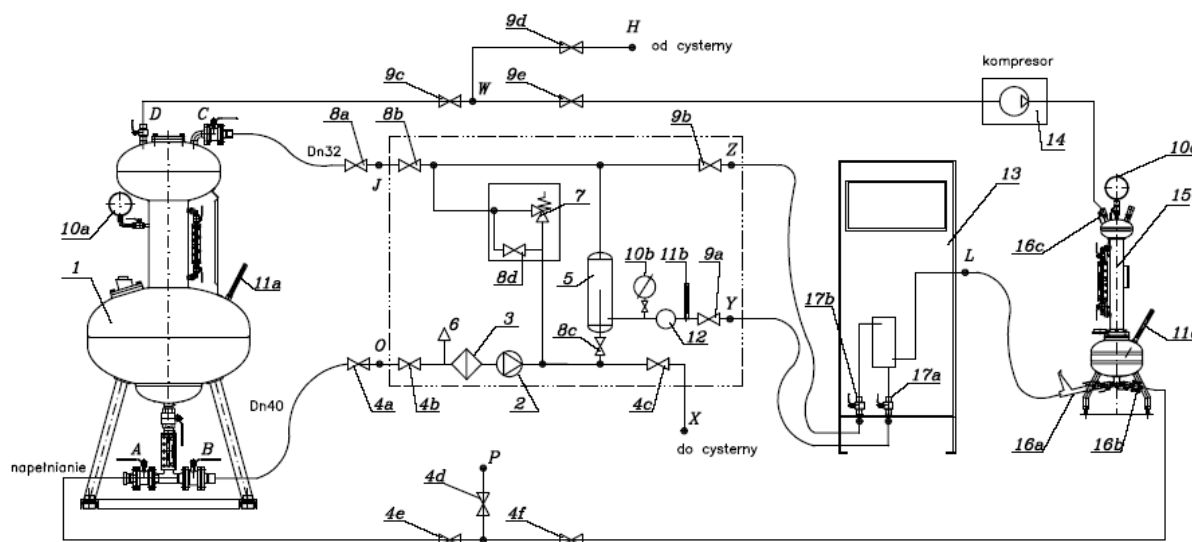 9d
H
od cysterny
9c
W
9e
kompresor
14
D
C
8a
8b
9b
Z
10c
Dn32
J
13
15
7
16c
10a
11a
1
8d
5
10b
11b
9a
L
17b
Y
12
6
3
8c
O
17a
11c
4a
4b
2
4c
Dn40
X
16a
16b
do cysterny
A
B
napełnianie
P
4d
4e
4f